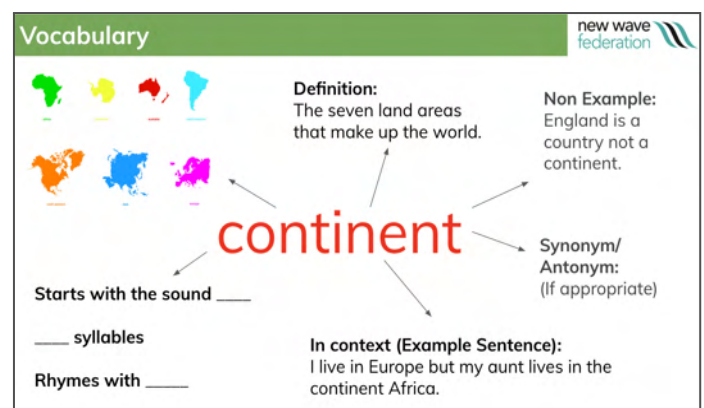 Vocabulary
new wave
federation
Definition:
The seven land areas
that make up the world.
Non Example:
England is a
country not a
continent.
continent
Synonym/
Antonym:
(If appropriate)
Starts with the sound ____
____ syllables
Rhymes with _____
In context (Example Sentence):
I live in Europe but my aunt lives in the
continent Africa.